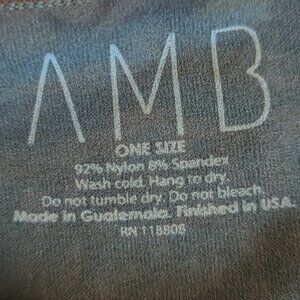 AMB
ONE SIZE
92% Nylon 8% Spandex
Wash cold. Hang to dry.
Do not tumble dry. Do not bleach.
Made in Guatemala. Finished in USA.
RN 118805